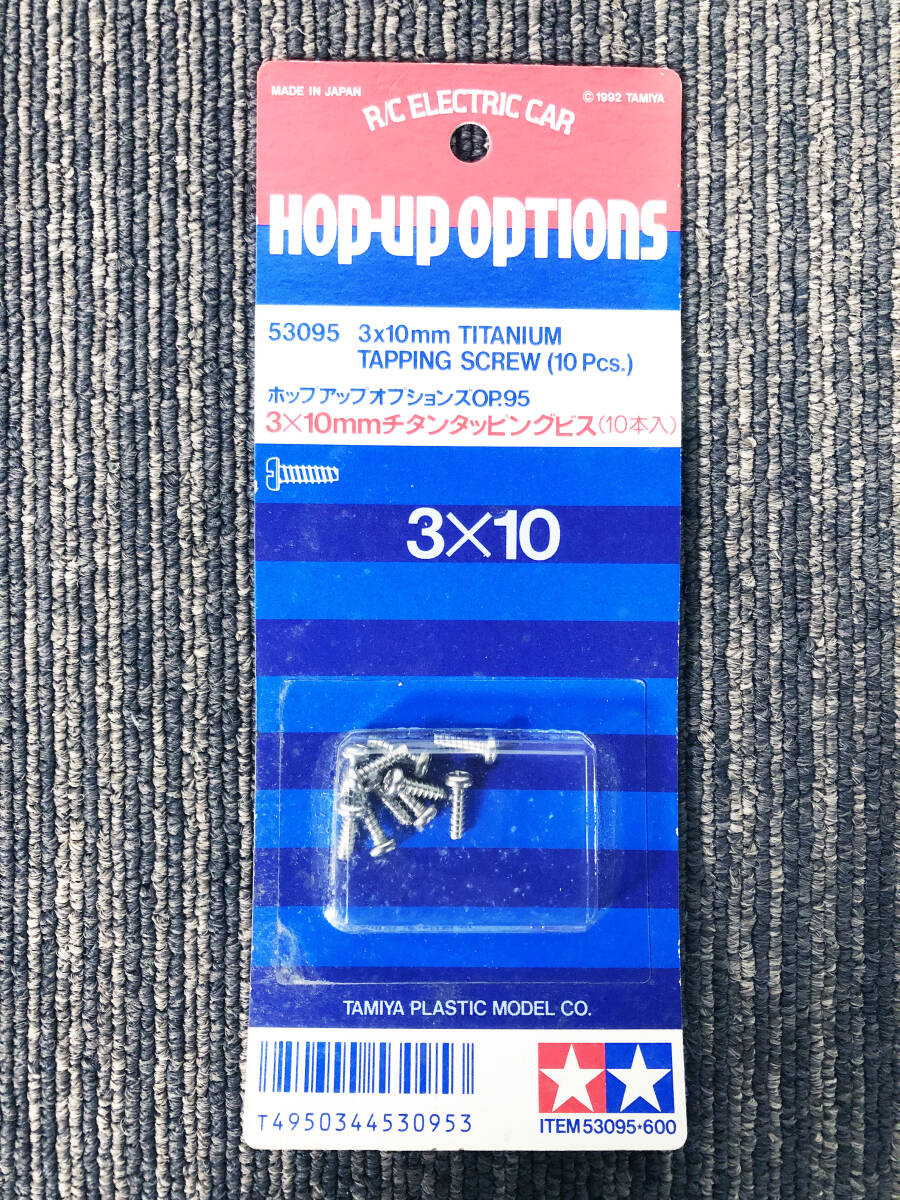 MADE IN JAPAN
© 1992 TAMIYA
R/C ELECTRIC CAR
HOP-UP OPTIONS
53095 3x10mm TITANIUM
TAPPING SCREW (10 Pcs.)
ホップアップオプションズOP.95
3×10mmチタンタッピングビス(10本入)
3×10
TAMIYA PLASTIC MODEL CO.
T4950344530953
ITEM 53095★600